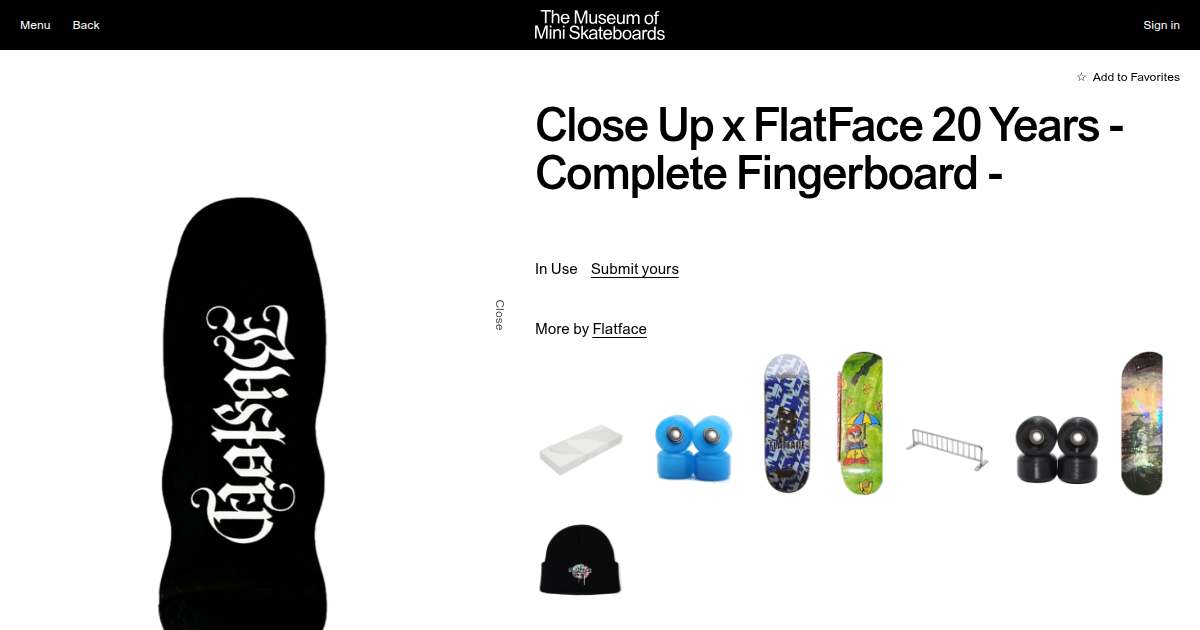 Menu
Back
The Museum of
Mini Skateboards
Sign in
☆ Add to Favorites
Close Up x FlatFace 20 Years -
Complete Fingerboard -
Flatface
Close
In Use
Submit yours
More by Flatface
FLATFACE